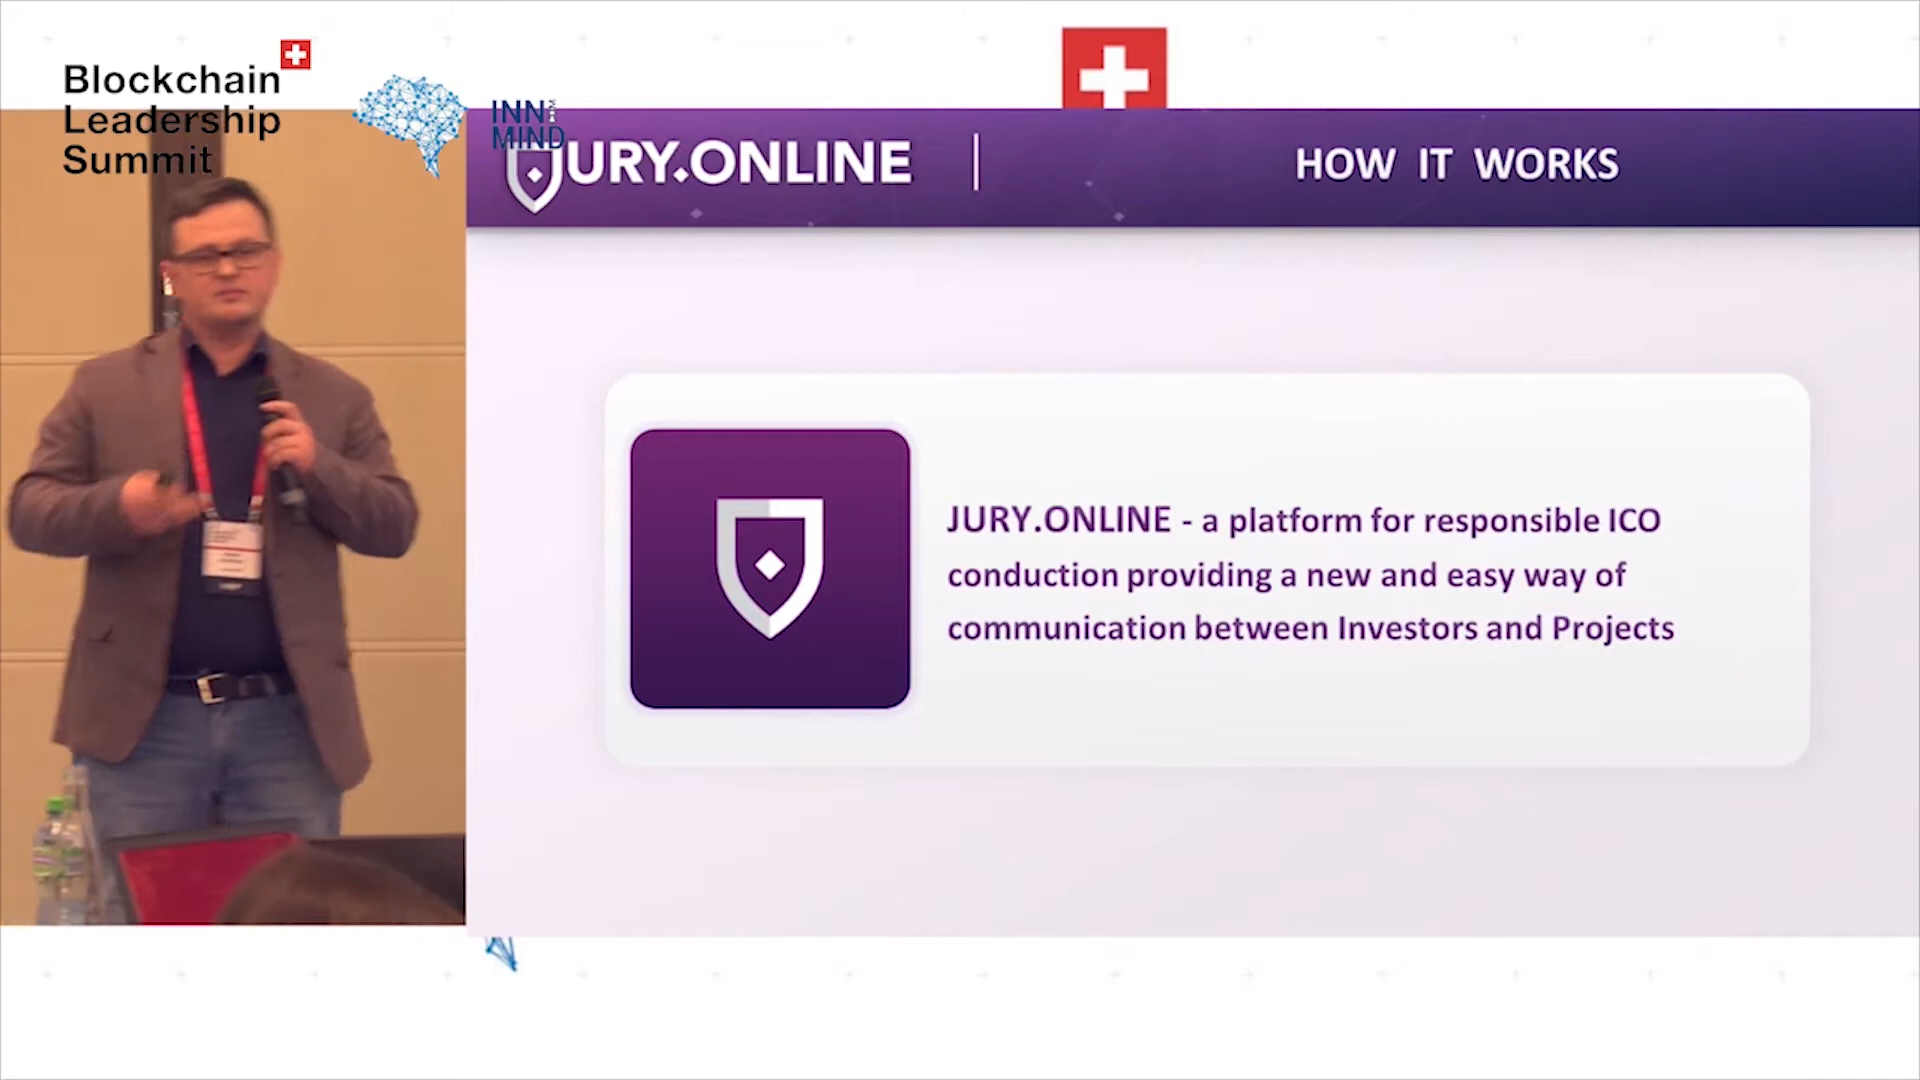 Blockchain
Leadership
Summit
INN
MIND
JURY.ONLINE
HOW IT WORKS
JURY.ONLINE - a platform for responsible ICO
conduction providing a new and easy way of
communication between Investors and Projects